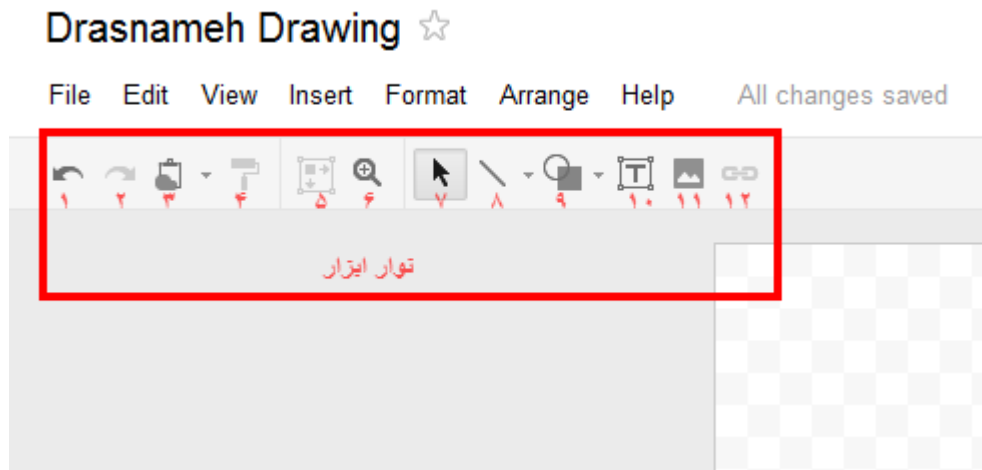 Drasnameh Drawing
File Edit View Insert Format Arrange Help All changes saved
۱ ۲ ۳ ۴ ۵ ۶ ۷ ۸ ۹ ۱۰ ۱۱ ۱۲
توار ابزار